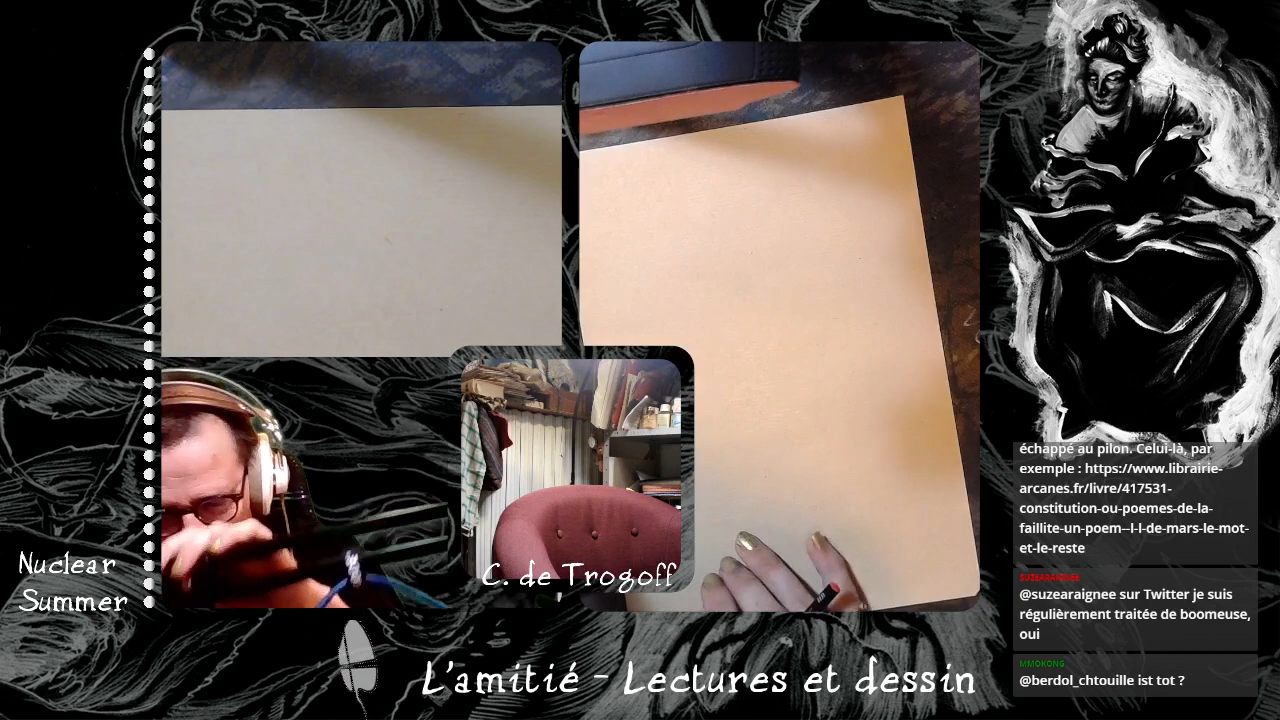 Nuclear
Summer
C. de Trogoff
L'amitié - Lectures et dessin
échappé au pilon. Celui-là, par
exemple : https://www.librairie-
arcanes.fr/livre/417531-
constitution-ou-poemes-de-la-
faillite-un-poem--l-l-de-mars-le-mot-
et-le-reste
SUZEARAIGNEE
@suzearaignee sur Twitter je suis
régulièrement traitée de boomeuse,
oui
MMOKONG
@berdol_chtouille ist tot ?